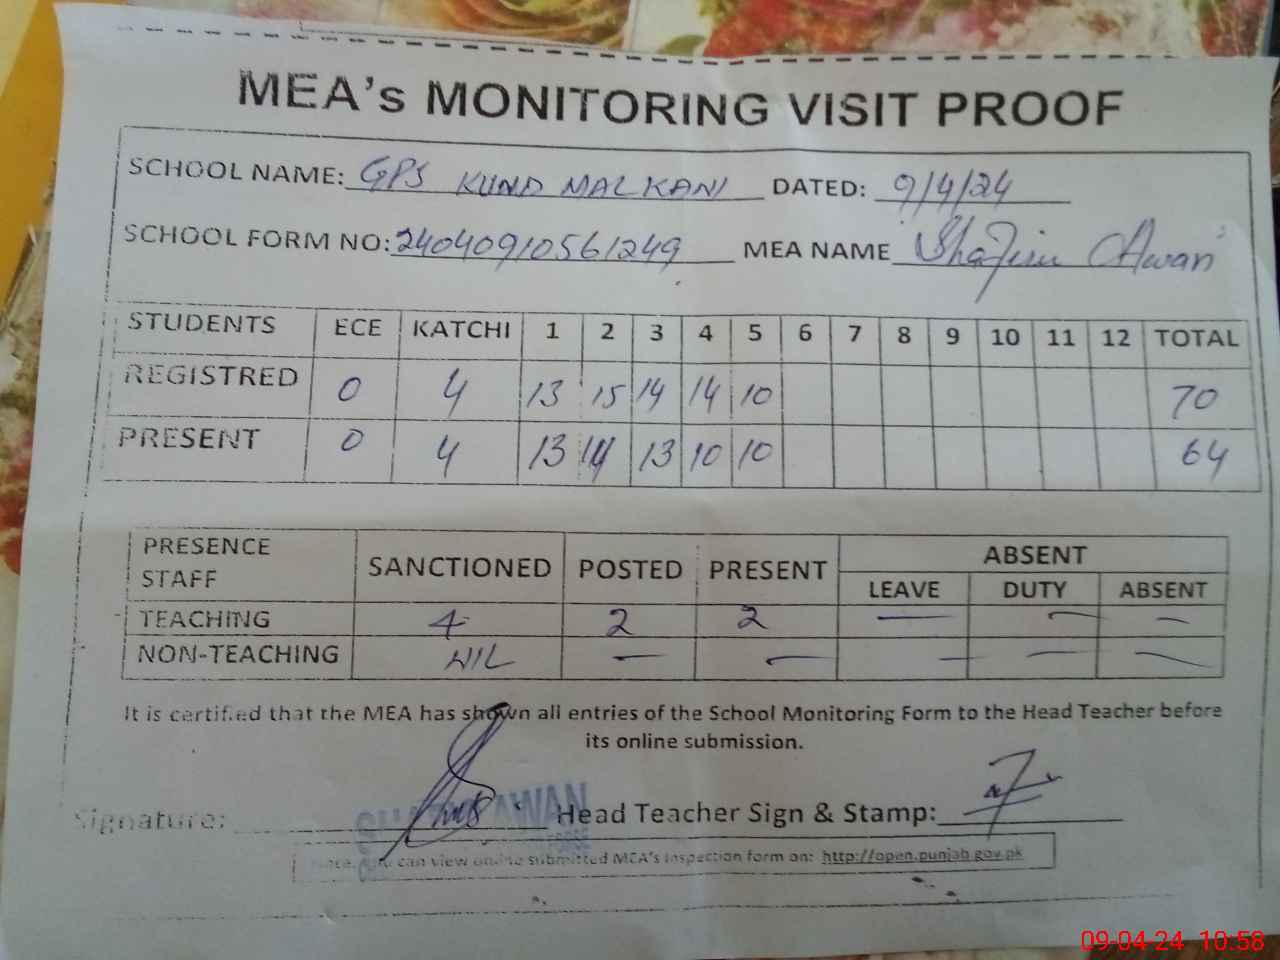 MEA's MONITORING VISIT PROOF
SCHOOL NAME: GPS KUND MALKANI DATED: 9/4/24
SCHOOL FORM NO: 24040910561249 MEA NAME Awan
STUDENTS ECE KATCHI 1 2 3 4 5 6 7 8 9 10 11 12 TOTAL
REGISTRED 0 4 13 15 14 14 10 70
PRESENT 0 4 13 14 13 10 10 64
PRESENCE STAFF SANCTIONED POSTED PRESENT ABSENT
LEAVE DUTY ABSENT
TEACHING 4 2 2 — — —
NON-TEACHING NIL — — — — —
It is certified that the MEA has shown all entries of the School Monitoring Form to the Head Teacher before
its online submission.
Signature: Head Teacher Sign & Stamp:
AWAN
can view online submitted MEA's Inspection form on: http://open.punjab.gov.pk
09-04-24 10:58